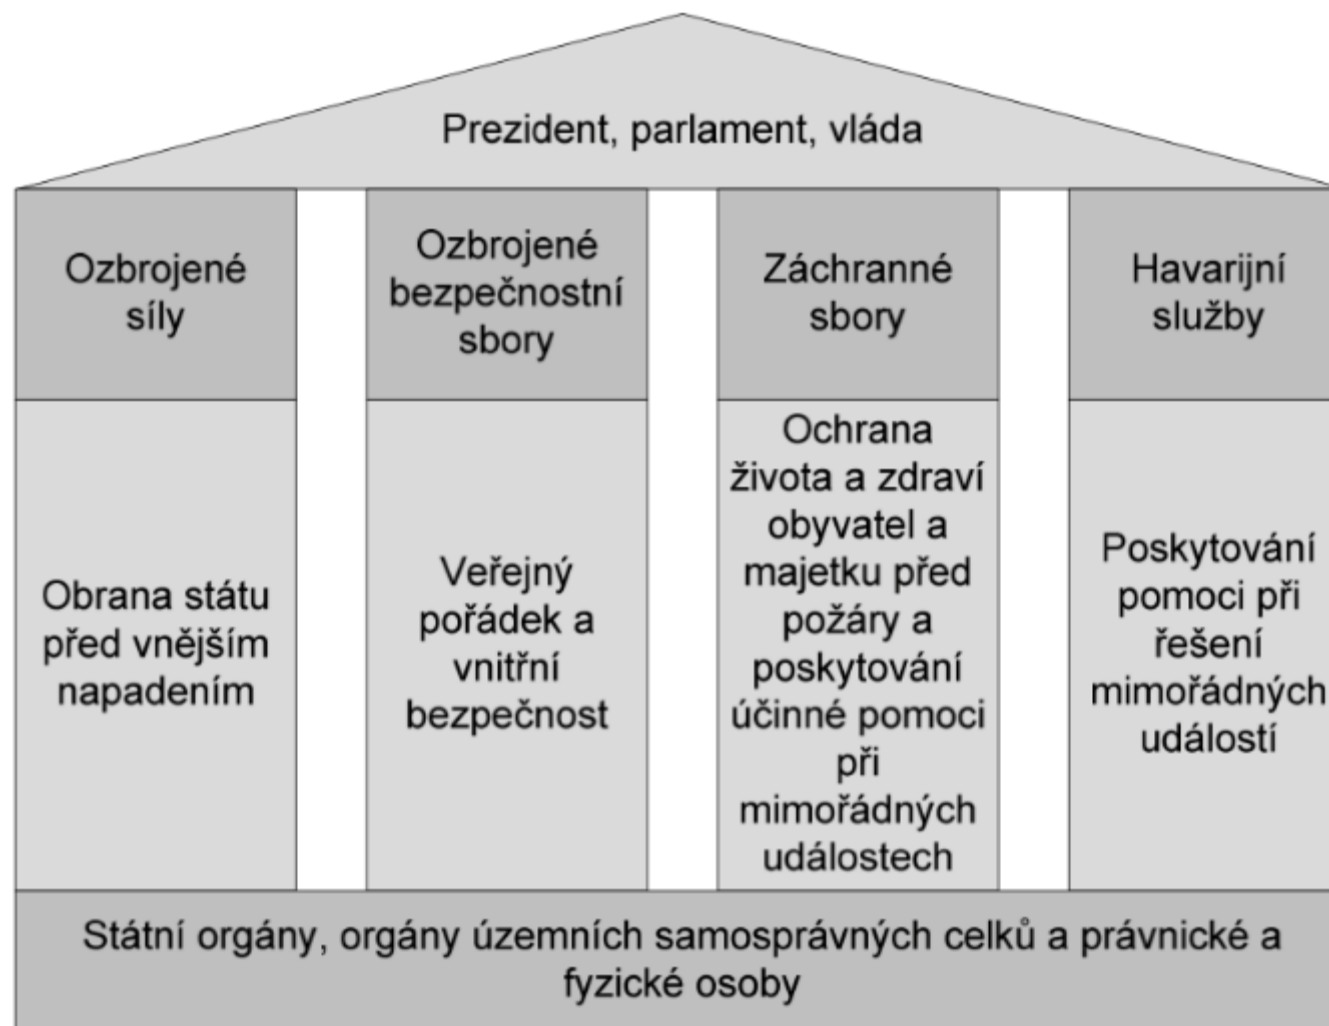 Prezident, parlament, vláda
Ozbrojené
síly
Ozbrojené
bezpečnostní
sbory
Záchranné
sbory
Havarijní
služby
Obrana státu
před vnějším
napadením
Veřejný
pořádek a
vnitřní
bezpečnost
Ochrana
života a zdraví
obyvatel a
majetku před
požáry a
poskytování
účinné pomoci
při
mimořádných
událostech
Poskytování
pomoci při
řešení
mimořádných
událostí
Státní orgány, orgány územních samosprávných celků a právnické a
fyzické osoby